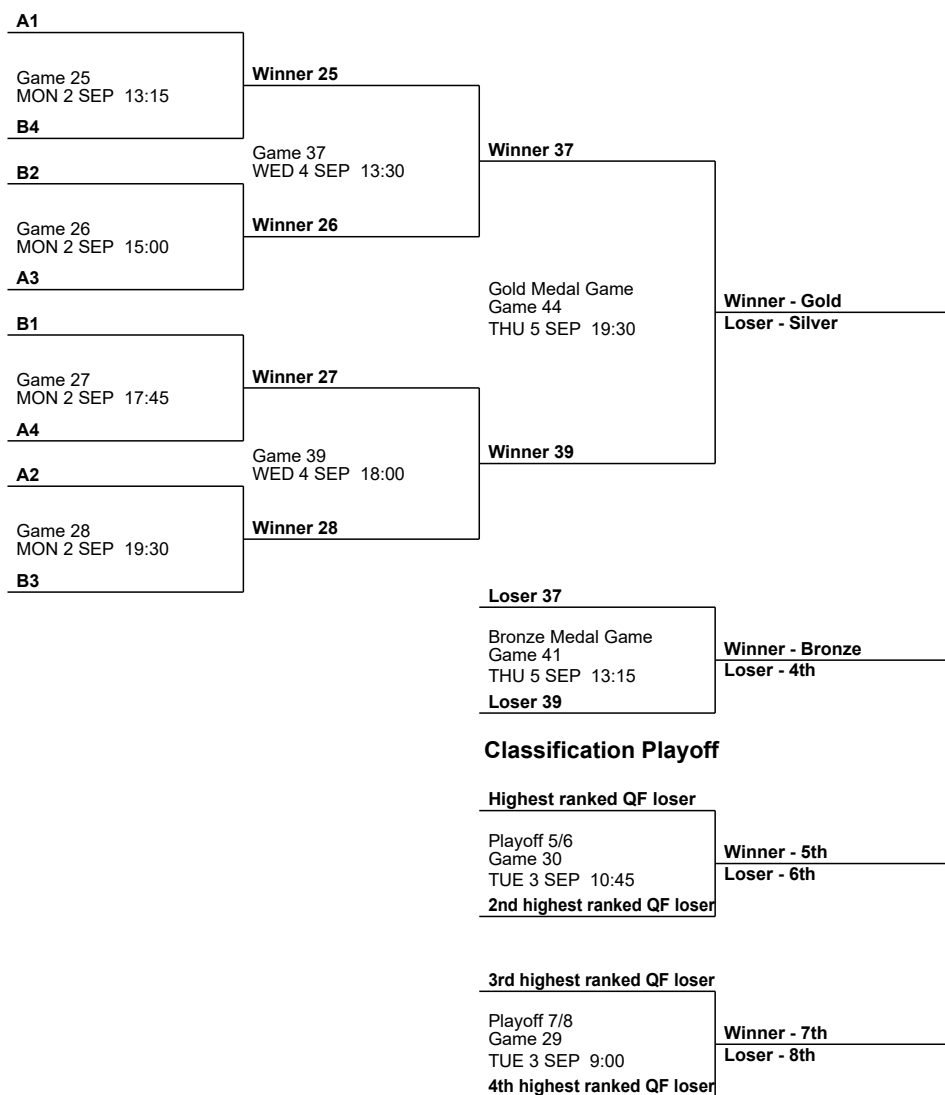 A1
Game 25
MON 2 SEP 13:15
B4
B2
Game 26
MON 2 SEP 15:00
A3
B1
Game 27
MON 2 SEP 17:45
A4
A2
Game 28
MON 2 SEP 19:30
B3
Winner 25
Game 37
WED 4 SEP 13:30
Winner 26
Winner 27
Game 39
WED 4 SEP 18:00
Winner 28
Winner 37
Gold Medal Game
Game 44
THU 5 SEP 19:30
Winner 39
Winner - Gold
Loser - Silver
Loser 37
Bronze Medal Game
Game 41
THU 5 SEP 13:15
Loser 39
Winner - Bronze
Loser - 4th
Classification Playoff
Highest ranked QF loser
Playoff 5/6
Game 30
TUE 3 SEP 10:45
2nd highest ranked QF loser
Winner - 5th
Loser - 6th
3rd highest ranked QF loser
Playoff 7/8
Game 29
TUE 3 SEP 9:00
4th highest ranked QF loser
Winner - 7th
Loser - 8th